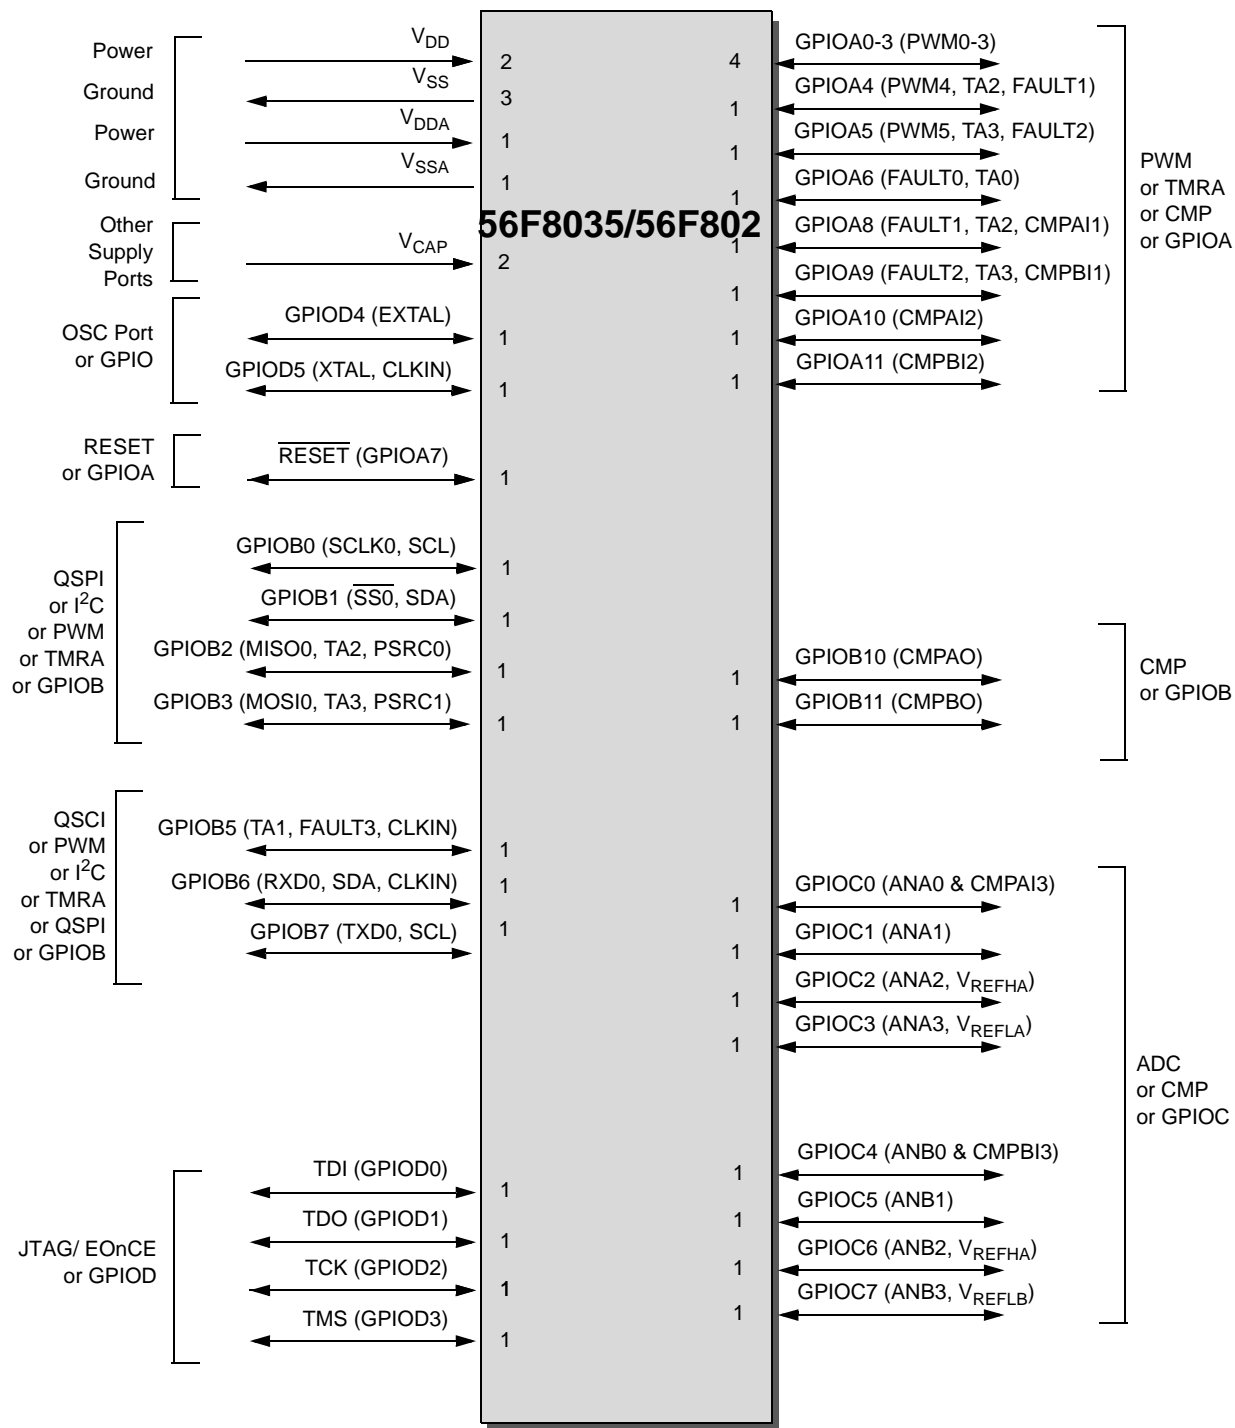 Power
V_DD
2
Ground
V_SS
3
Power
V_DDA
1
Ground
V_SSA
1
Other
Supply
Ports
V_CAP
2
OSC Port
or GPIO
GPIOD4 (EXTAL)
1
GPIOD5 (XTAL, CLKIN)
1
RESET
or GPIOA
RESET (GPIOA7)
1
QSPI
or I²C
or PWM
or TMRA
or GPIOB
GPIOB0 (SCLK0, SCL)
1
GPIOB1 (SS0, SDA)
1
GPIOB2 (MISO0, TA2, PSRC0)
1
GPIOB3 (MOSI0, TA3, PSRC1)
1
QSCI
or PWM
or I²C
or TMRA
or QSPI
or GPIOB
GPIOB5 (TA1, FAULT3, CLKIN)
1
GPIOB6 (RXD0, SDA, CLKIN)
1
GPIOB7 (TXD0, SCL)
1
JTAG/ EOnCE
or GPIOD
TDI (GPIOD0)
1
TDO (GPIOD1)
1
TCK (GPIOD2)
1
TMS (GPIOD3)
1
56F8035/56F802
4
GPIOA0-3 (PWM0-3)
1
GPIOA4 (PWM4, TA2, FAULT1)
1
GPIOA5 (PWM5, TA3, FAULT2)
1
GPIOA6 (FAULT0, TA0)
1
GPIOA8 (FAULT1, TA2, CMPAI1)
1
GPIOA9 (FAULT2, TA3, CMPBI1)
1
GPIOA10 (CMPAI2)
1
GPIOA11 (CMPBI2)
PWM
or TMRA
or CMP
or GPIOA
1
GPIOB10 (CMPAO)
1
GPIOB11 (CMPBO)
CMP
or GPIOB
1
GPIOC0 (ANA0 & CMPAI3)
1
GPIOC1 (ANA1)
1
GPIOC2 (ANA2, V_REFHA)
1
GPIOC3 (ANA3, V_REFLA)
1
GPIOC4 (ANB0 & CMPBI3)
1
GPIOC5 (ANB1)
1
GPIOC6 (ANB2, V_REFHA)
1
GPIOC7 (ANB3, V_REFLB)
ADC
or CMP
or GPIOC